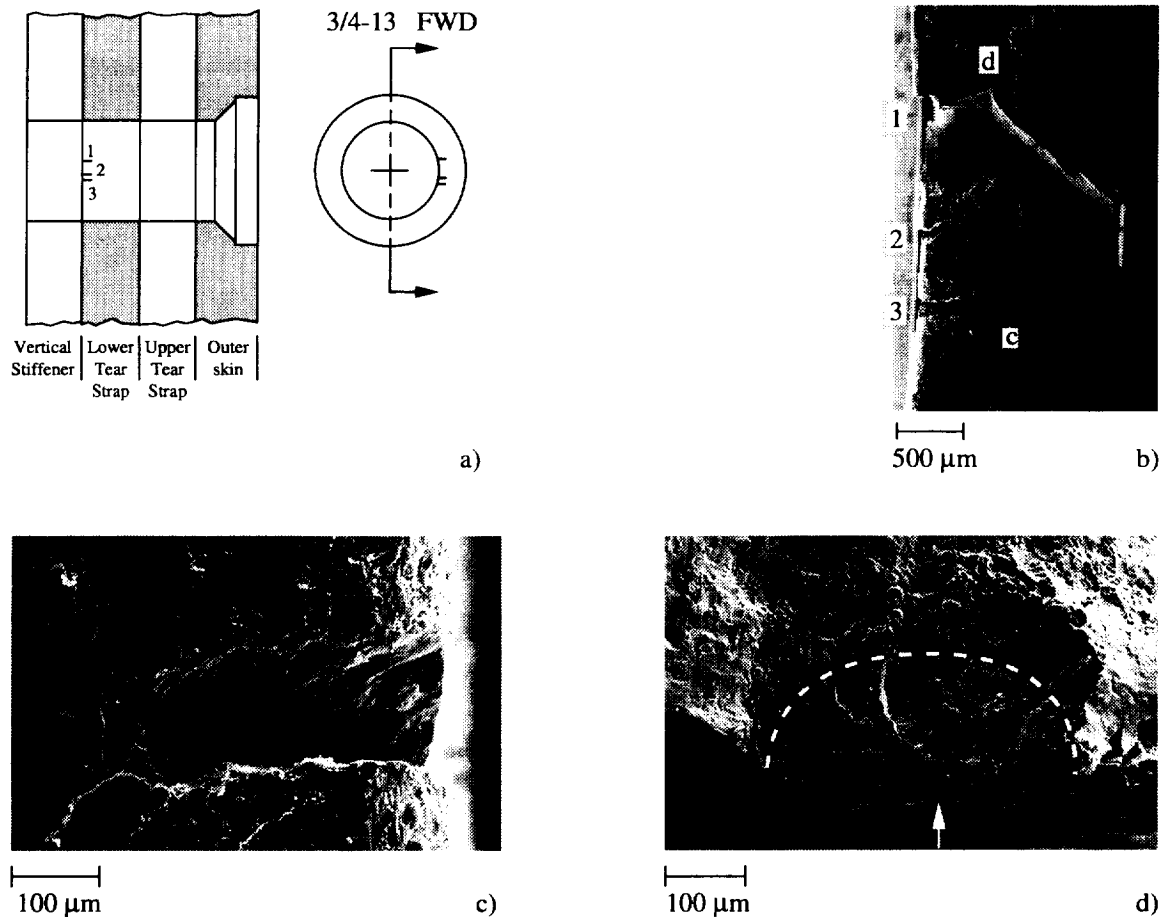 3/4-13 FWD
1
2
3
Vertical Stiffener
Lower Tear Strap
Upper Tear Strap
Outer skin
a)
d
1
2
3
c
500 µm
b)
100 µm
c)
100 µm
d)